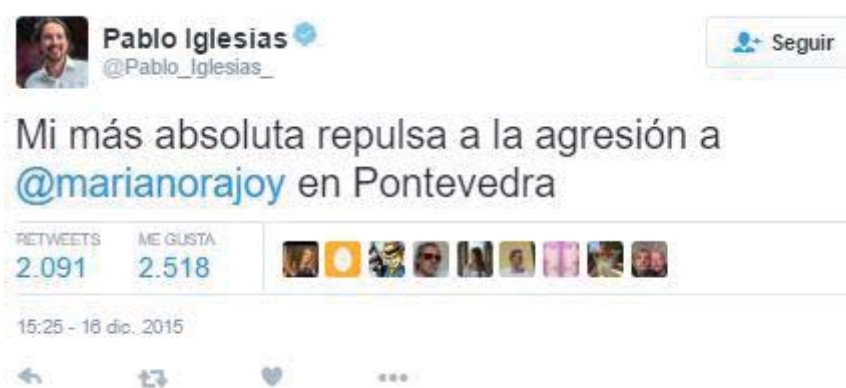 Pablo Iglesias
@Pablo_Iglesias_
Seguir
Mi más absoluta repulsa a la agresión a
@marianorajoy en Pontevedra
RETWEETS ME GUSTA
2.091 2.518
15:25 - 16 dic. 2015